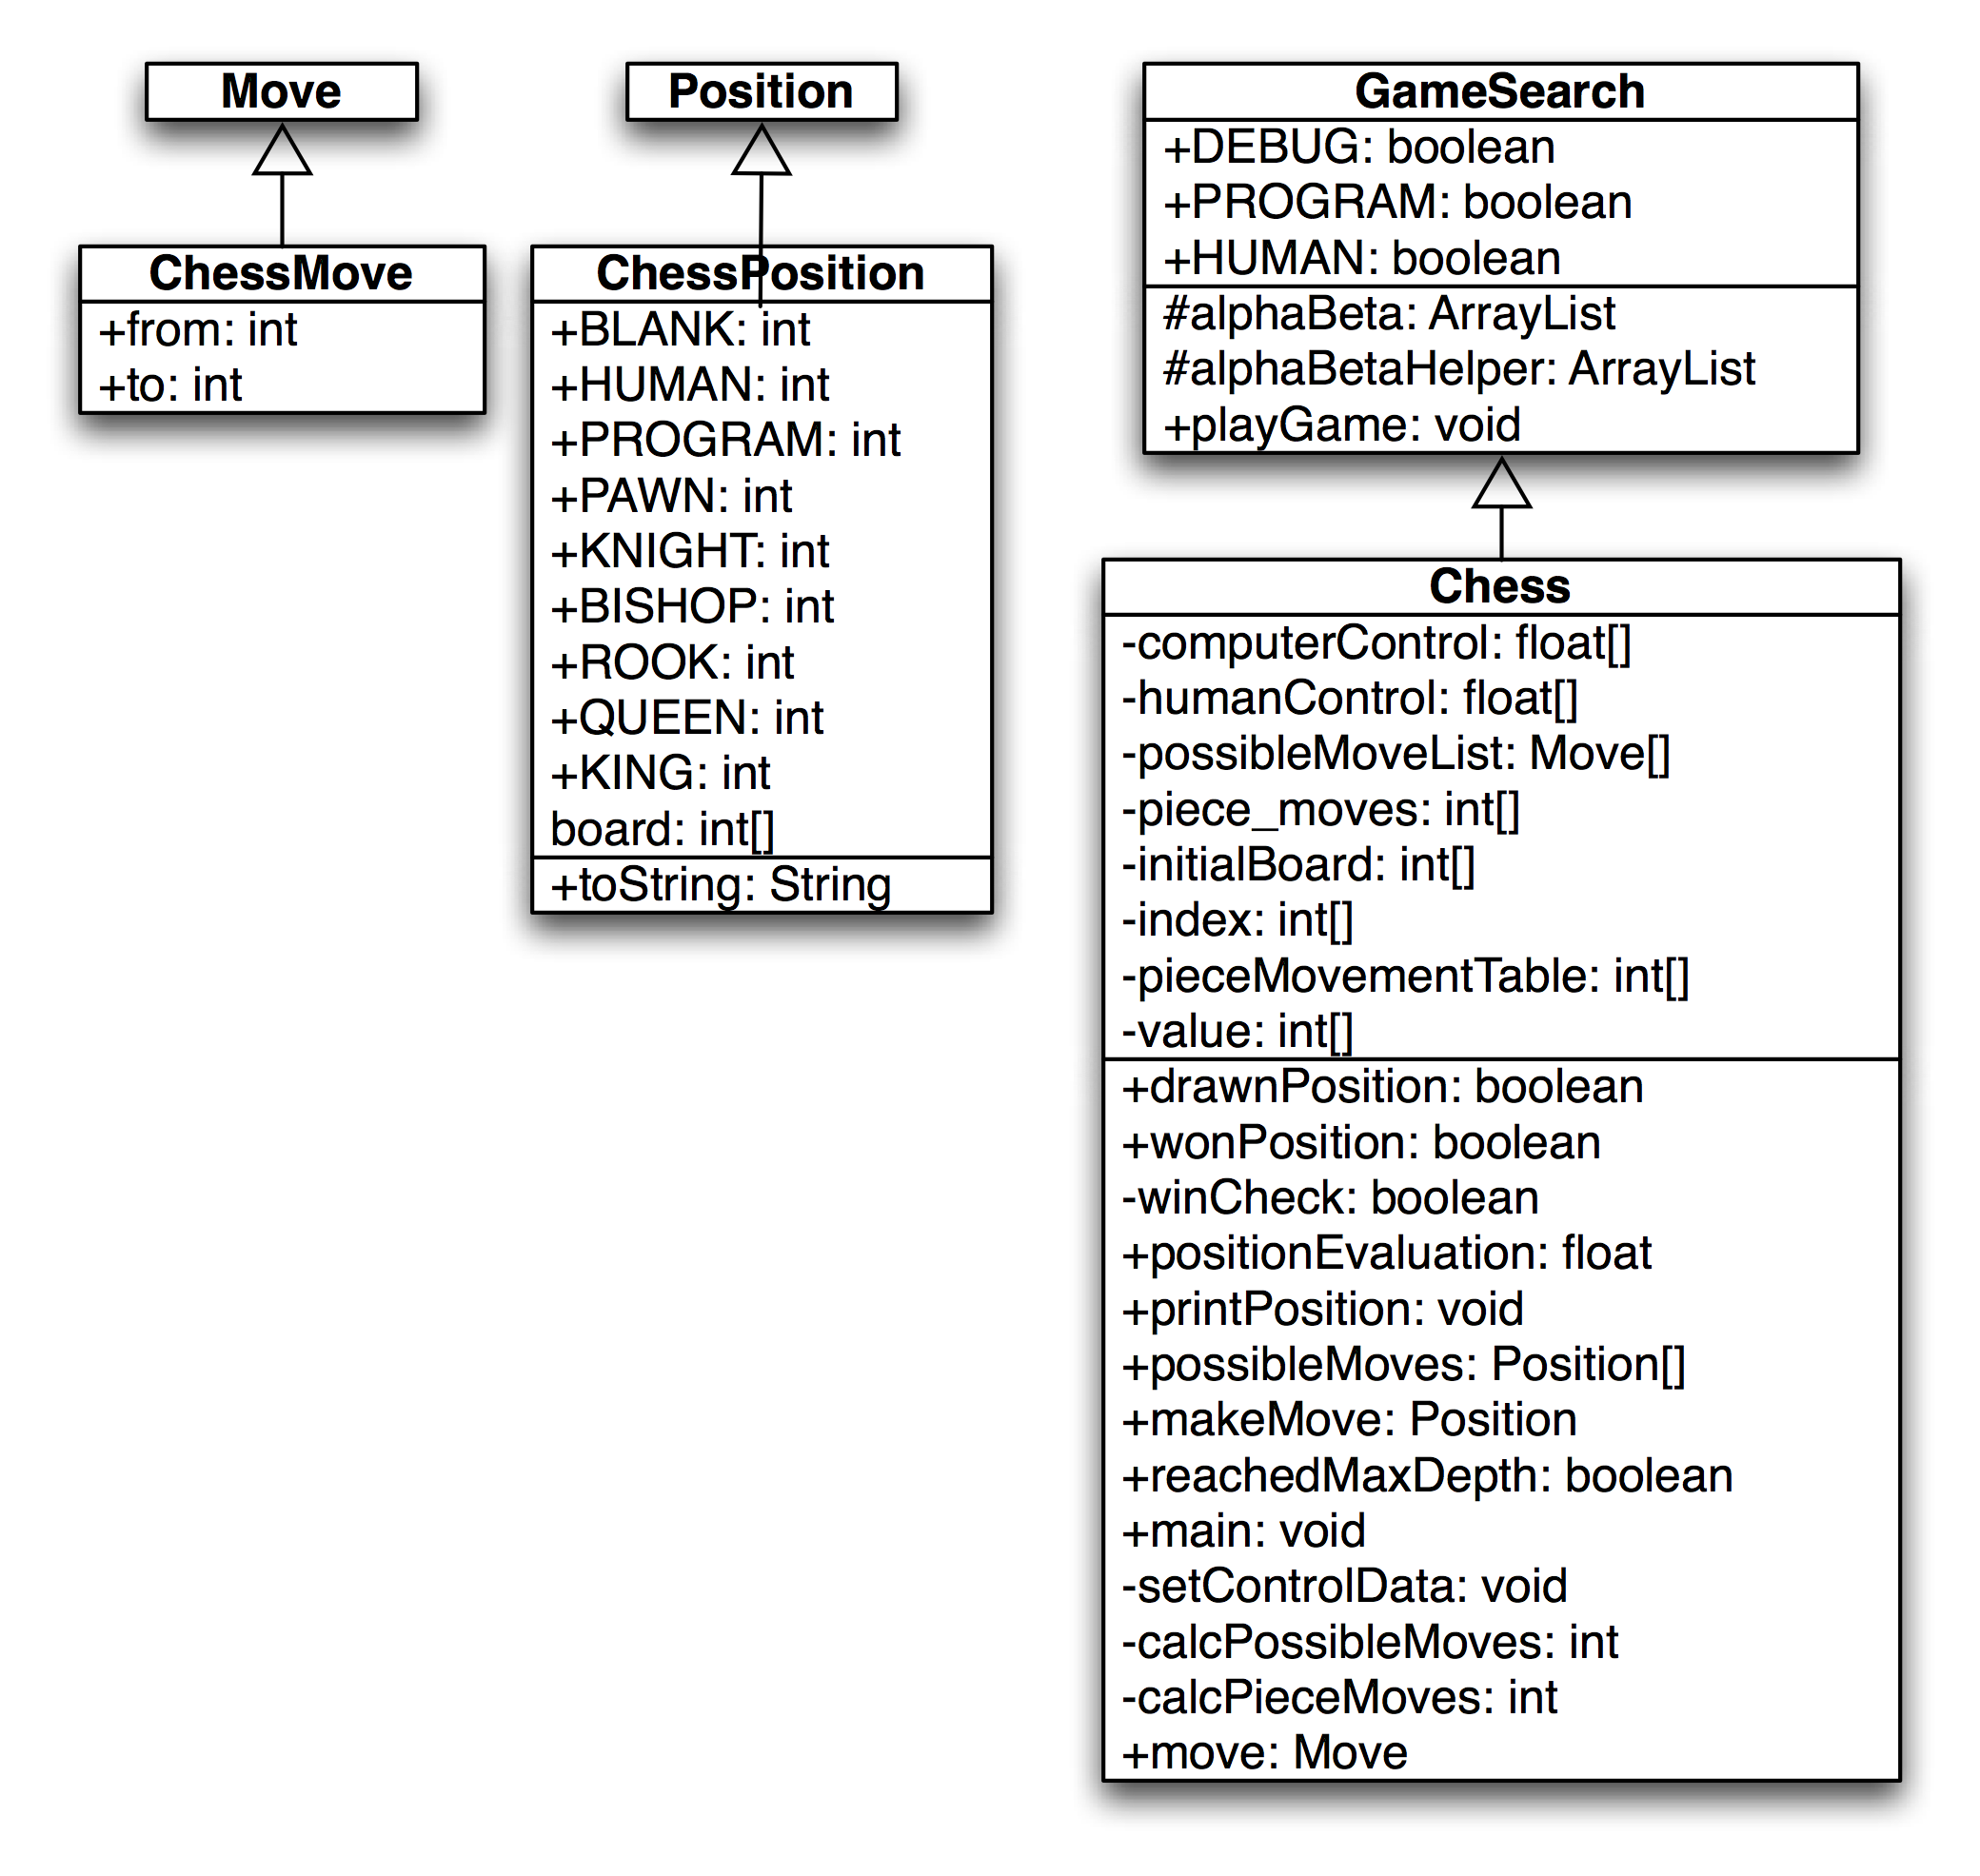 Move
ChessMove
+from: int
+to: int
Position
ChessPosition
+BLANK: int
+HUMAN: int
+PROGRAM: int
+PAWN: int
+KNIGHT: int
+BISHOP: int
+ROOK: int
+QUEEN: int
+KING: int
board: int[]
+toString: String
GameSearch
+DEBUG: boolean
+PROGRAM: boolean
+HUMAN: boolean
#alphaBeta: ArrayList
#alphaBetaHelper: ArrayList
+playGame: void
Chess
-computerControl: float[]
-humanControl: float[]
-possibleMoveList: Move[]
-piece_moves: int[]
-initialBoard: int[]
-index: int[]
-pieceMovementTable: int[]
-value: int[]
+drawnPosition: boolean
+wonPosition: boolean
-winCheck: boolean
+positionEvaluation: float
+printPosition: void
+possibleMoves: Position[]
+makeMove: Position
+reachedMaxDepth: boolean
+main: void
-setControlData: void
-calcPossibleMoves: int
-calcPieceMoves: int
+move: Move